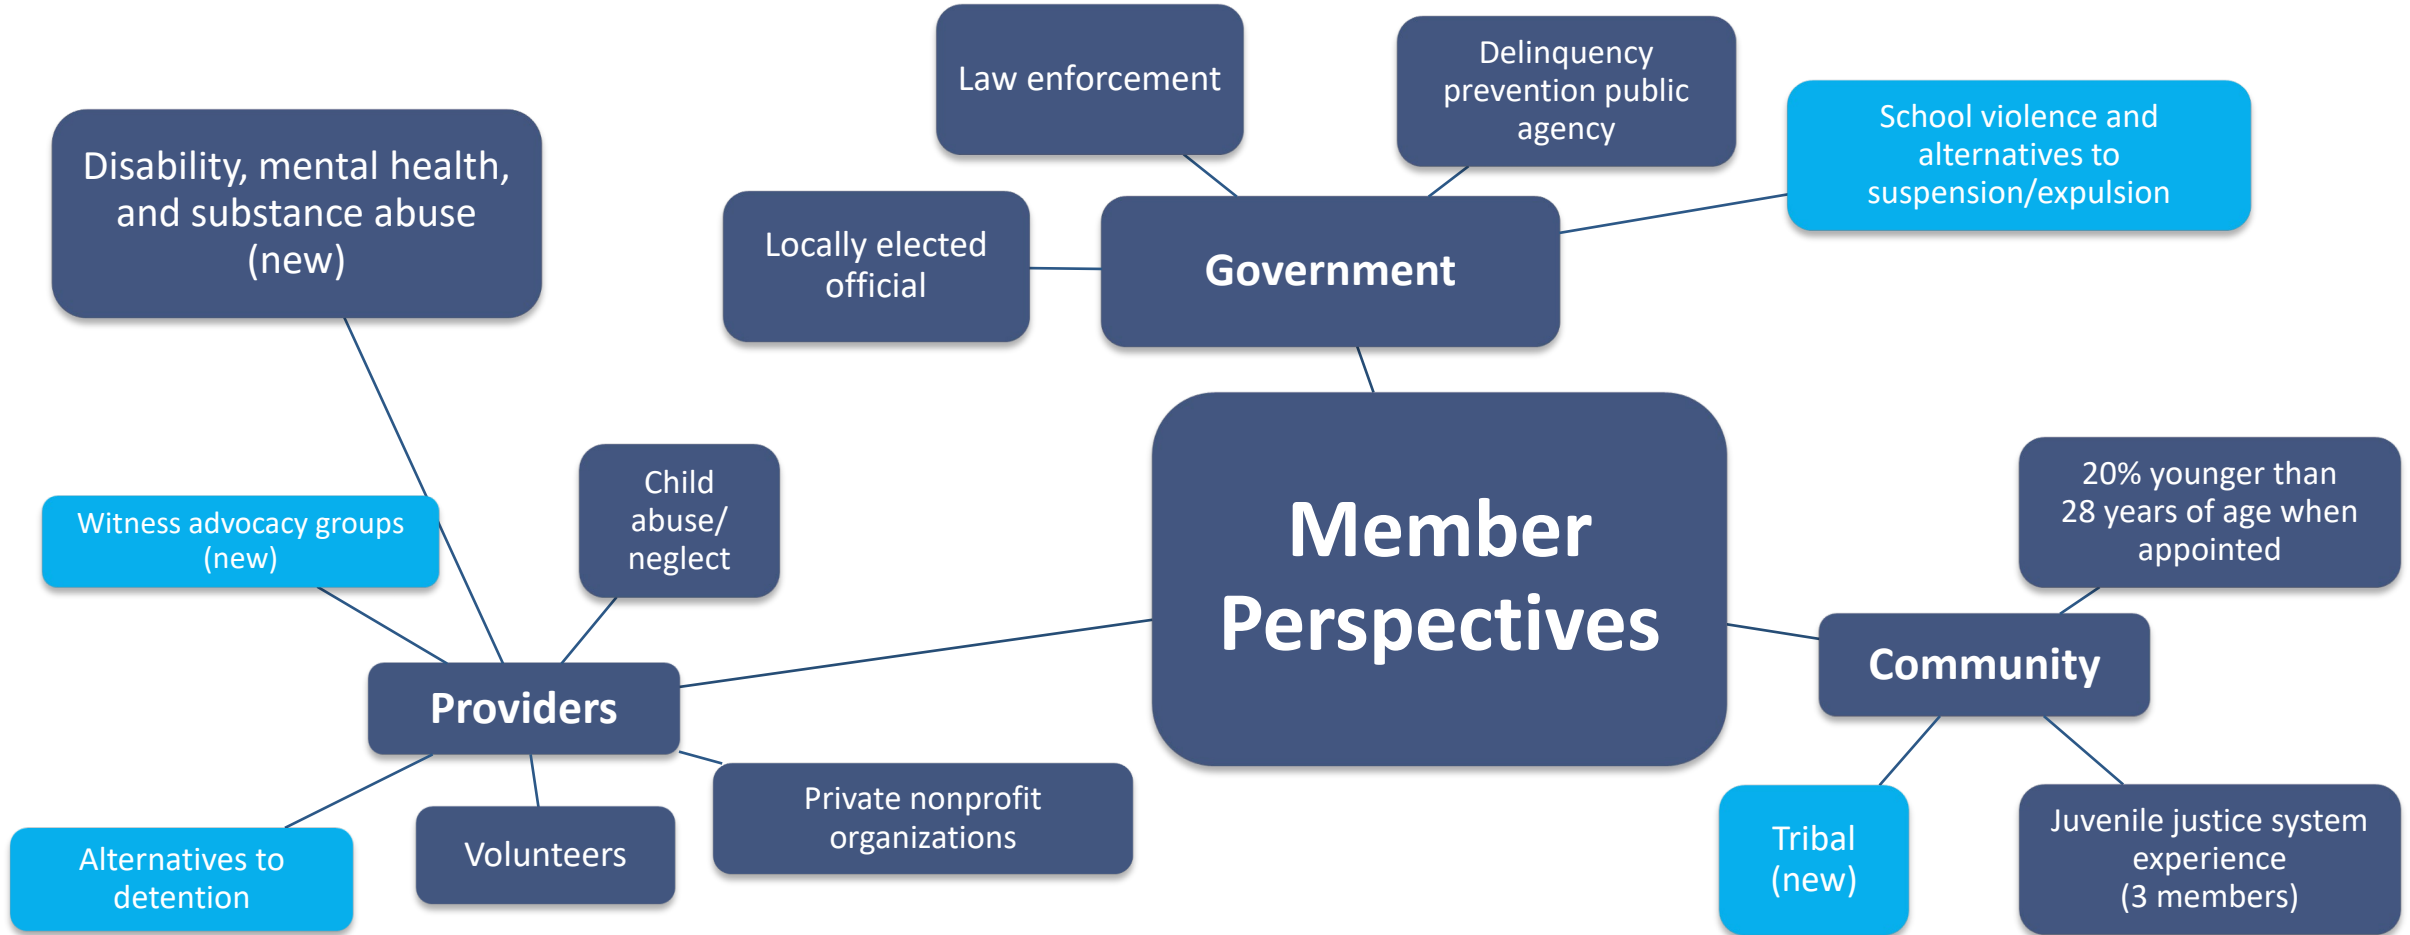 Law enforcement
Delinquency
prevention public
agency
School violence and
alternatives to
suspension/expulsion
Disability, mental health,
and substance abuse
(new)
Locally elected
official
Government
Member
Perspectives
Child
abuse/
neglect
Witness advocacy groups
(new)
20% younger than
28 years of age when
appointed
Providers
Community
Alternatives to
detention
Volunteers
Private nonprofit
organizations
Tribal
(new)
Juvenile justice system
experience
(3 members)